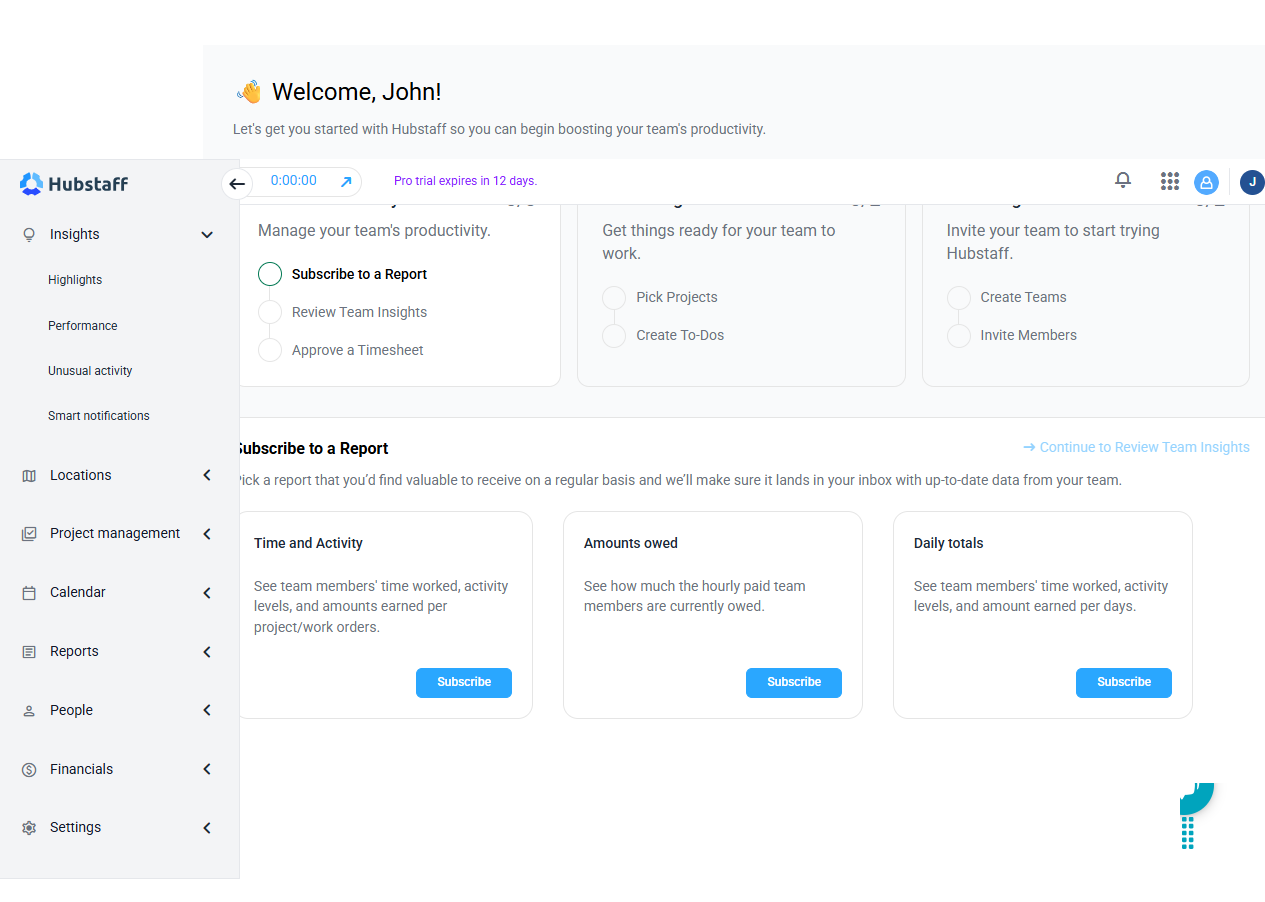 Welcome, John!
Let's get you started with Hubstaff so you can begin boosting your team's productivity.
Hubstaff
0:00:00
Pro trial expires in 12 days.
J
Insights
Highlights
Performance
Unusual activity
Smart notifications
Locations
Project management
Calendar
Reports
People
Financials
Settings
Manage your team's productivity.
Subscribe to a Report
Review Team Insights
Approve a Timesheet
Get things ready for your team to
work.
Pick Projects
Create To-Dos
Invite your team to start trying
Hubstaff.
Create Teams
Invite Members
Subscribe to a Report
Continue to Review Team Insights
Pick a report that you’d find valuable to receive on a regular basis and we’ll make sure it lands in your inbox with up-to-date data from your team.
Time and Activity
See team members' time worked, activity
levels, and amounts earned per
project/work orders.
Subscribe
Amounts owed
See how much the hourly paid team
members are currently owed.
Subscribe
Daily totals
See team members' time worked, activity
levels, and amount earned per days.
Subscribe